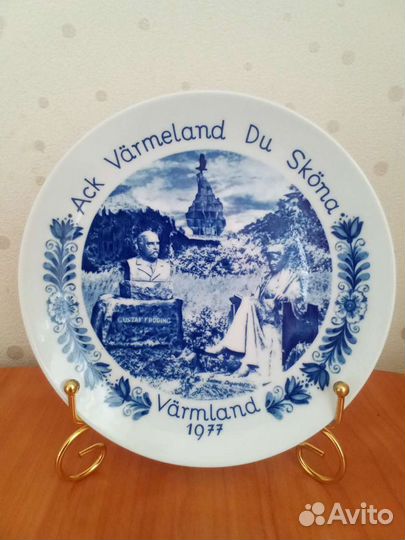 Ack Värmeland Du Sköna
GUSTAF FRÖDING
Värmland
1977
Avito